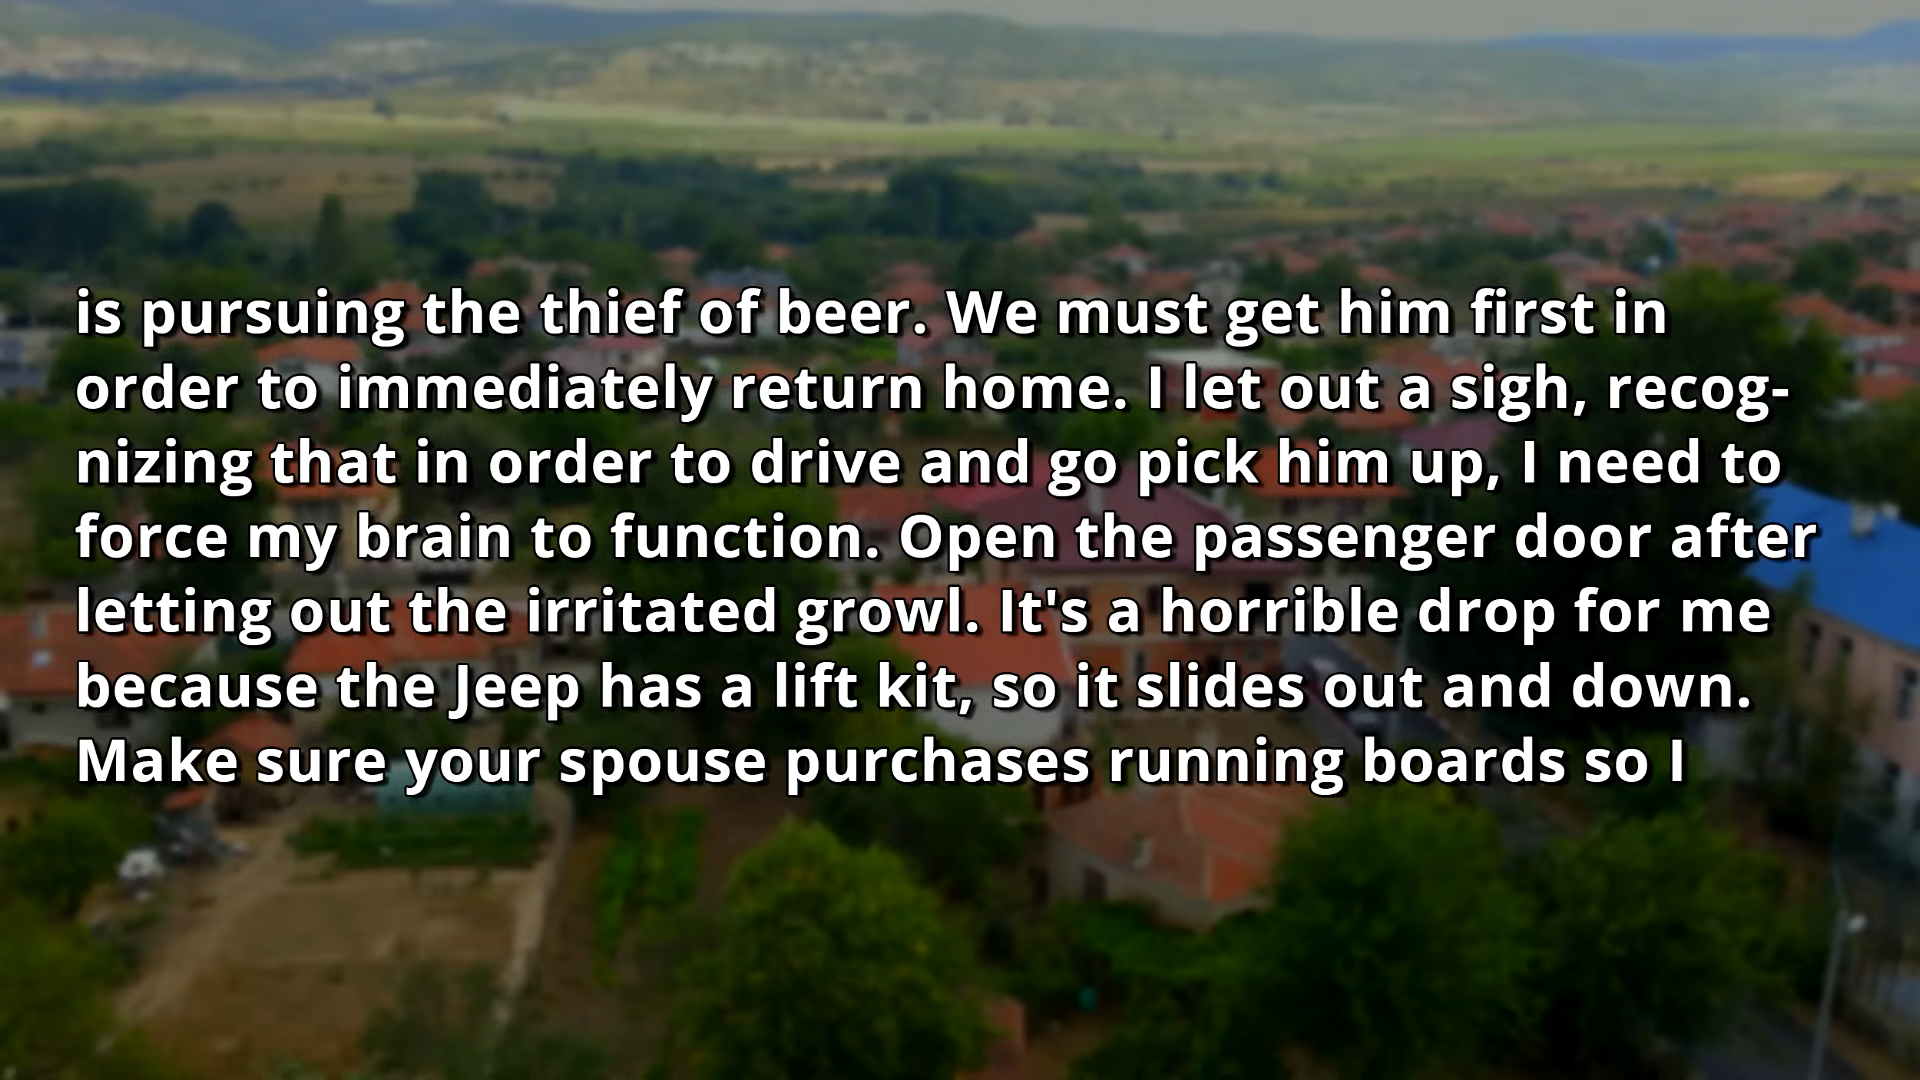 is pursuing the thief of beer. We must get him first in
order to immediately return home. I let out a sigh, recog-
nizing that in order to drive and go pick him up, I need to
force my brain to function. Open the passenger door after
letting out the irritated growl. It's a horrible drop for me
because the Jeep has a lift kit, so it slides out and down.
Make sure your spouse purchases running boards so I